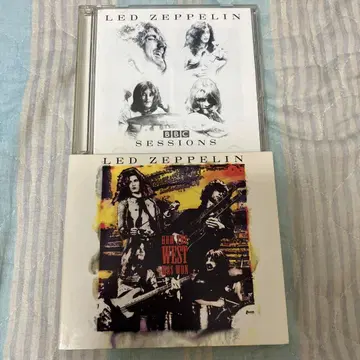 LED ZEPPELIN
BBC
SESSIONS
LED ZEPPELIN
HOW THE
WEST
WAS WON